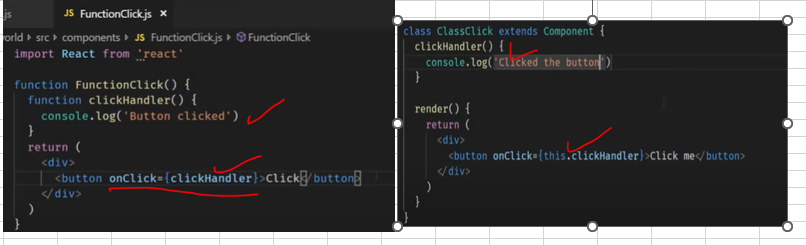 .js
JS FunctionClick.js ×
world › src › components › JS FunctionClick.js › FunctionClick
import React from 'react'
function FunctionClick() {
function clickHandler() {
console.log('Button clicked')
}
return (
<div>
<button onClick={clickHandler}>Click</button>
</div>
)
}
class ClassClick extends Component {
clickHandler() {
console.log('Clicked the button')
}
render() {
return (
<div>
<button onClick={this.clickHandler}>Click me</button>
</div>
)
}
}